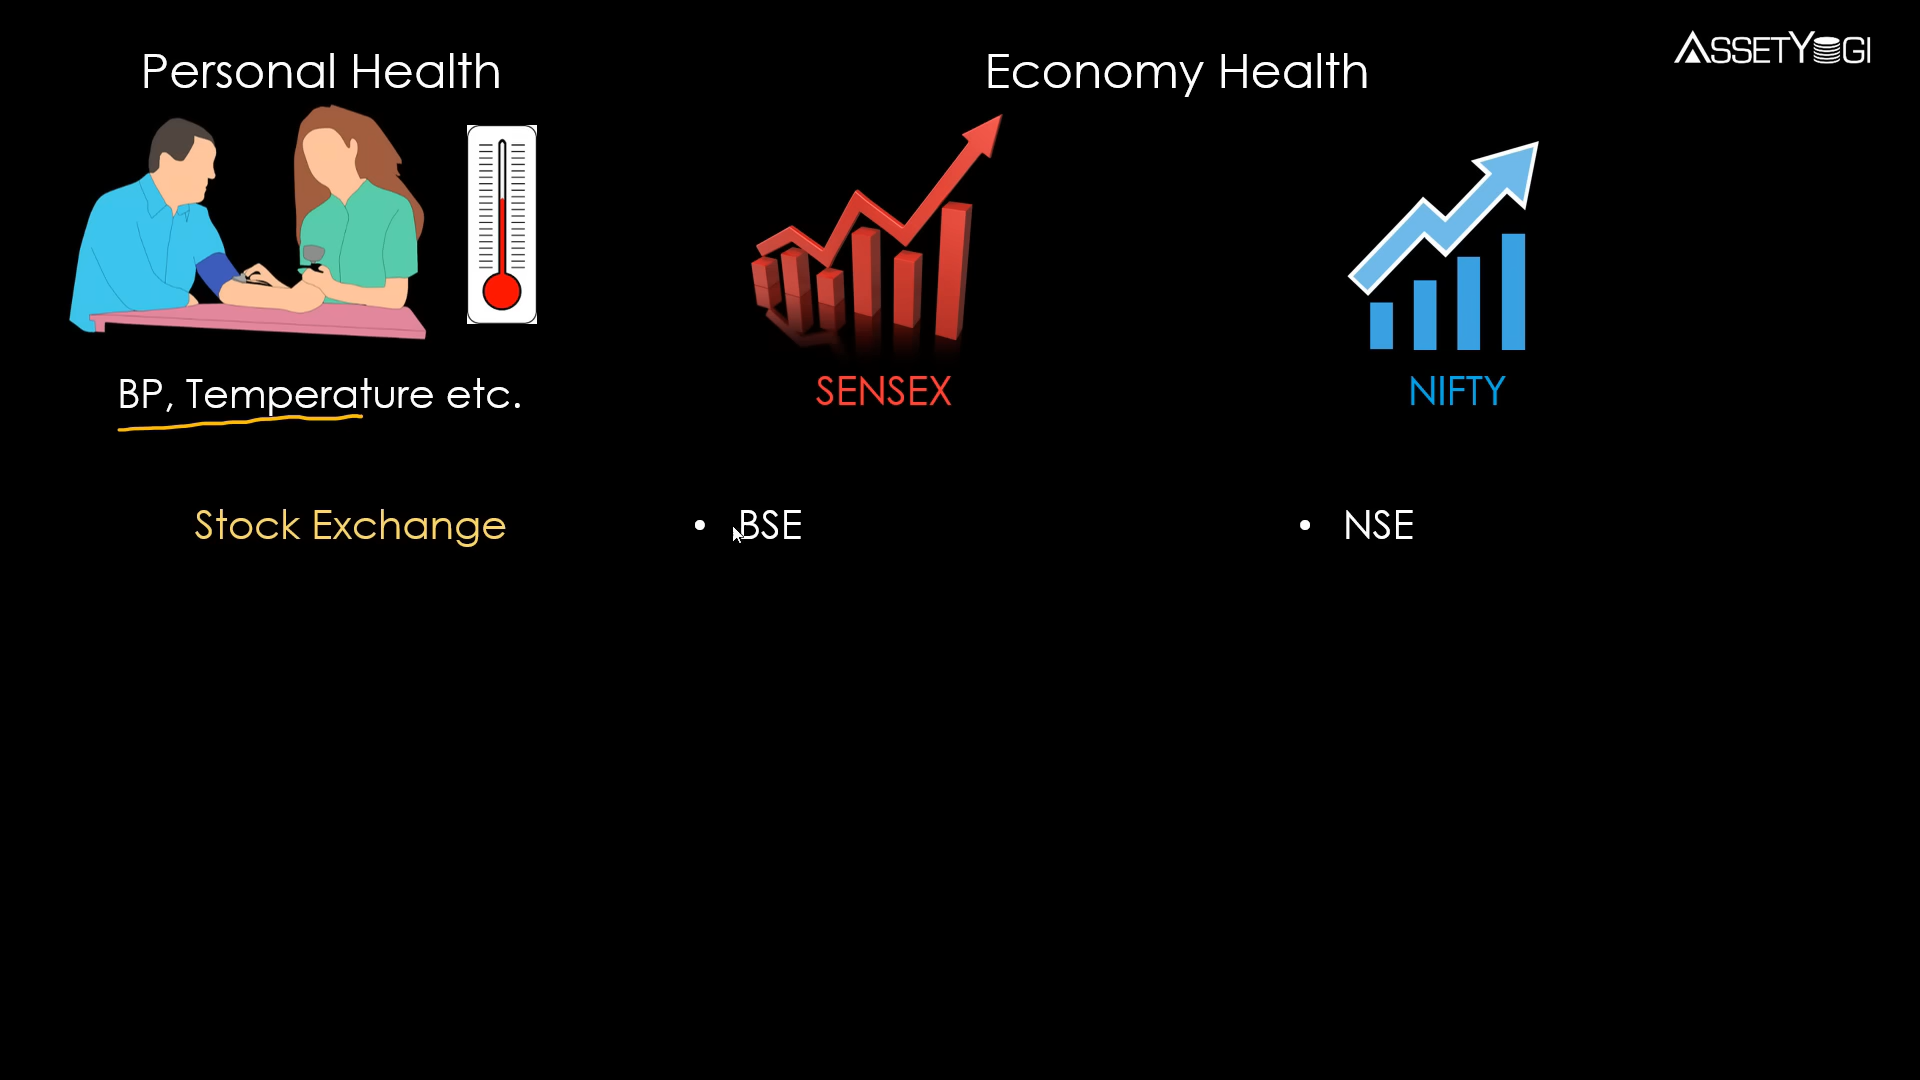 Personal Health
Economy Health
ASSETYOGI
BP, Temperature etc.
SENSEX
NIFTY
Stock Exchange
• BSE
• NSE